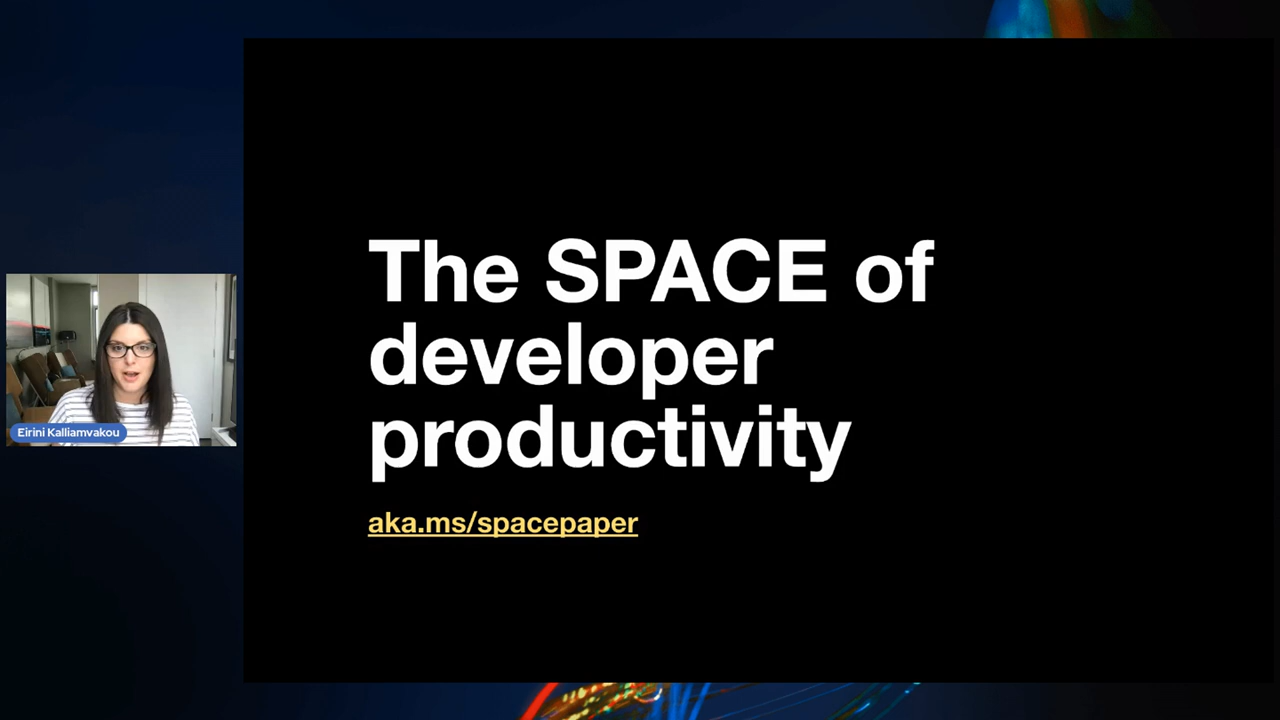 The SPACE of
developer
productivity
aka.ms/spacepaper
Eirini Kalliamvakou